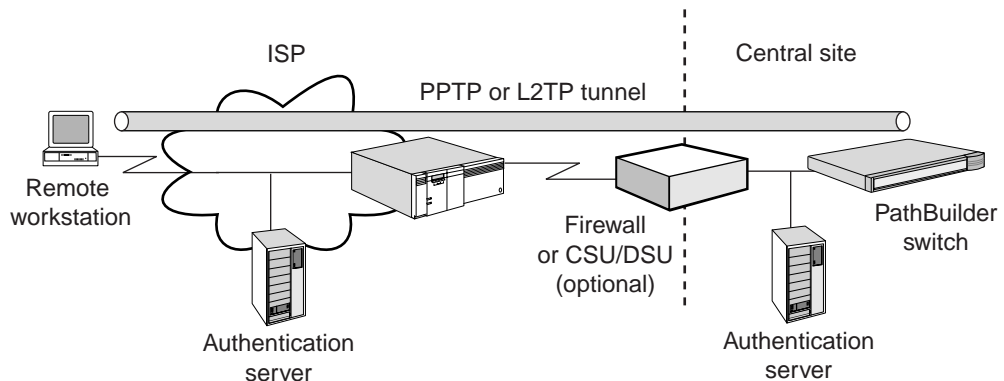 ISP
Central site
PPTP or L2TP tunnel
Remote
workstation
Firewall
or CSU/DSU
(optional)
PathBuilder
switch
Authentication
server
Authentication
server